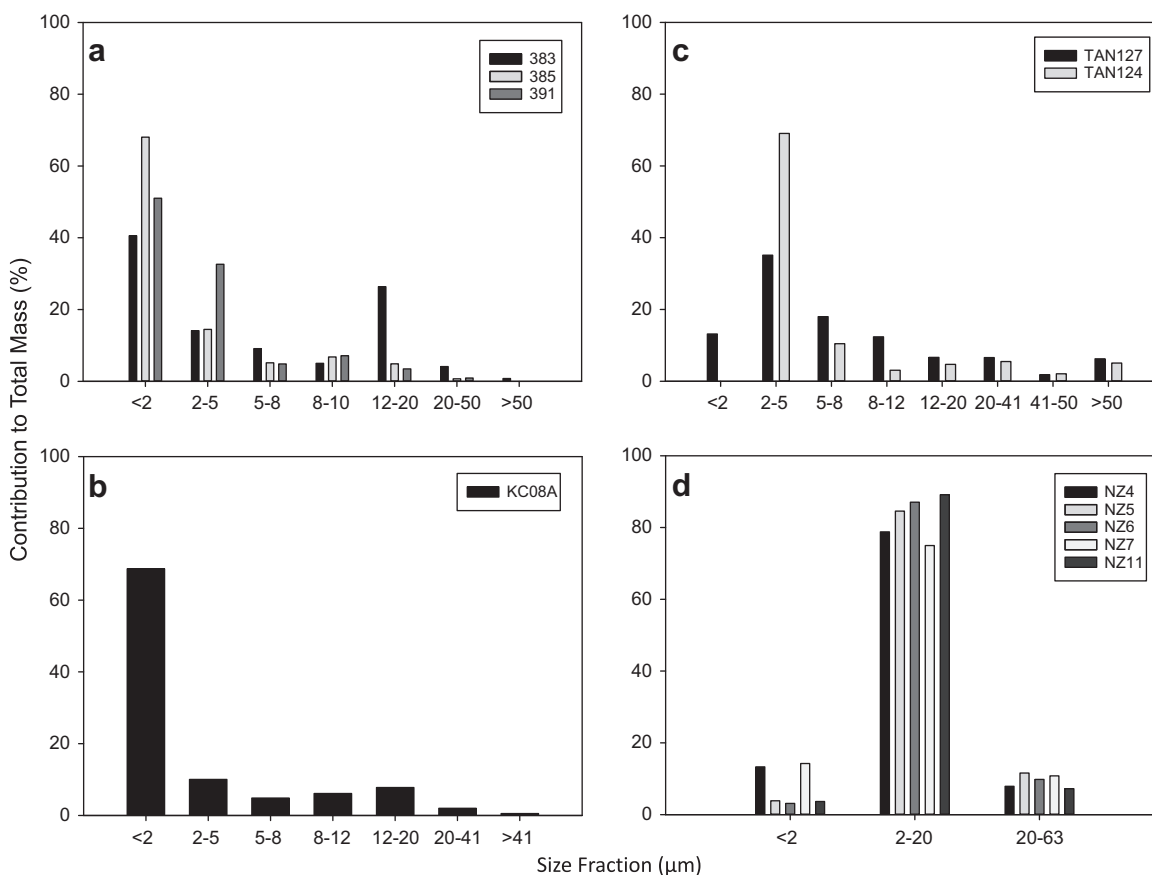 Contribution to Total Mass (%)
a
383
385
391
100
80
60
40
20
0
<2 2-5 5-8 8-10 12-20 20-50 >50
c
TAN127
TAN124
100
80
60
40
20
0
<2 2-5 5-8 8-12 12-20 20-41 41-50 >50
b
KC08A
100
80
60
40
20
0
<2 2-5 5-8 8-12 12-20 20-41 >41
d
NZ4
NZ5
NZ6
NZ7
NZ11
100
80
60
40
20
0
<2 2-20 20-63
Size Fraction (µm)